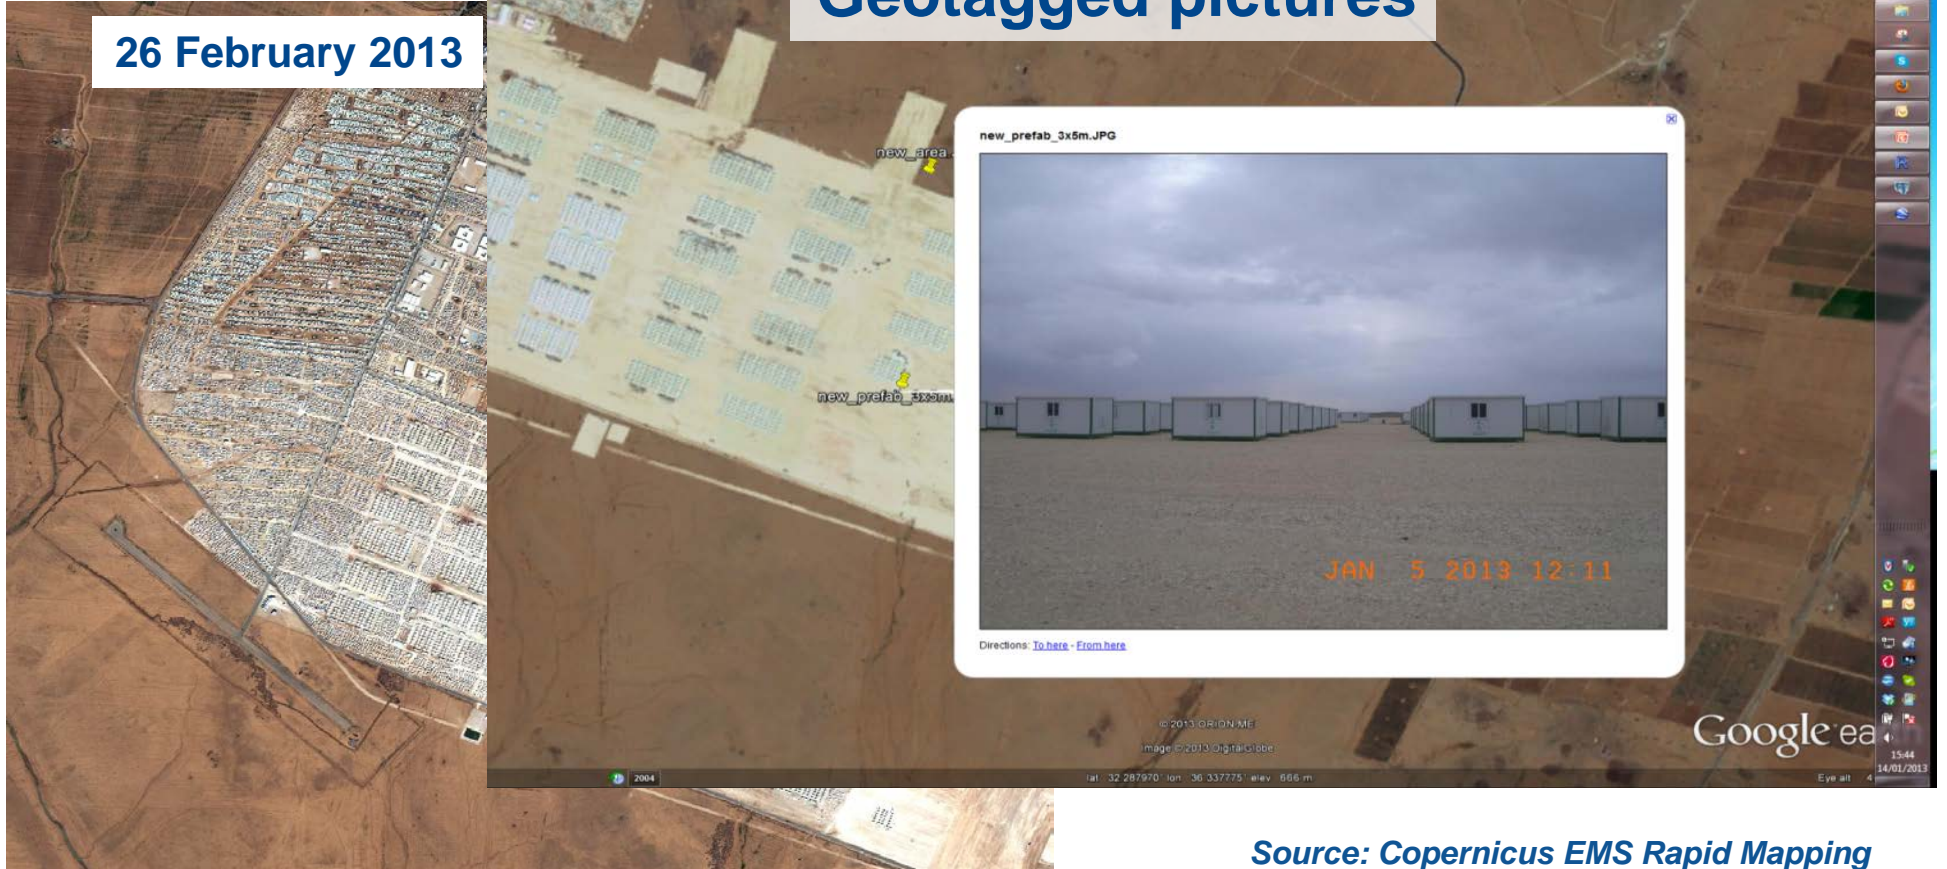 Geotagged pictures
26 February 2013
new_prefab_3x5m.JPG
new_area.
new_prefab_3x5m.
JAN 5 2013 12:11
Directions: To here - From here
© 2013 ORION-ME
Image © 2013 DigitalGlobe
Google ea
15:44
14/01/2013
2004
lat 32.287970° lon 36.337775° elev 666 m
Eye alt 4
Source: Copernicus EMS Rapid Mapping